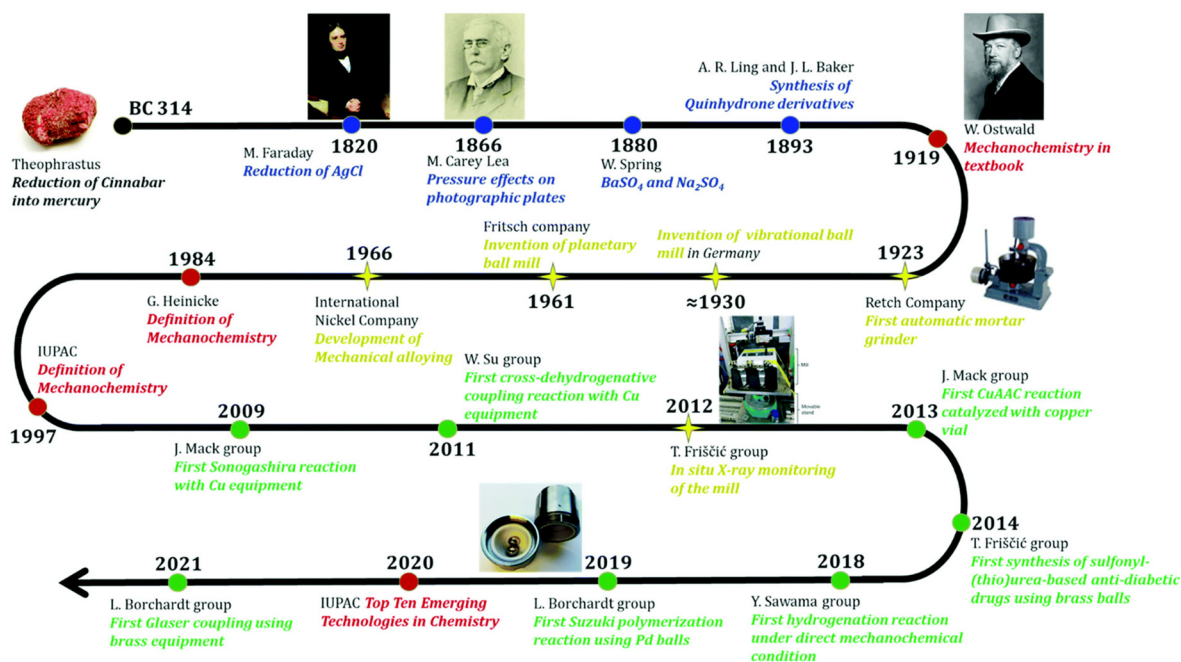 BC 314
Theophrastus
Reduction of Cinnabar
into mercury
1820
M. Faraday
Reduction of AgCl
1866
M. Carey Lea
Pressure effects on
photographic plates
1880
W. Spring
BaSO₄ and Na₂SO₄
A. R. Ling and J. L. Baker
Synthesis of
Quinhydrone derivatives
1893
1919
W. Ostwald
Mechanochemistry in
textbook
1923
Retch Company
First automatic mortar
grinder
Invention of vibrational ball
mill in Germany
≈1930
Fritsch company
Invention of planetary
ball mill
1961
1966
International
Nickel Company
Development of
Mechanical alloying
1984
G. Heinicke
Definition of
Mechanochemistry
IUPAC
Definition of
Mechanochemistry
1997
2009
J. Mack group
First Sonogashira reaction
with Cu equipment
W. Su group
First cross-dehydrogenative
coupling reaction with Cu
equipment
2011
2012
Mill
Movable
stand
T. Friščić group
In situ X-ray monitoring
of the mill
2013
J. Mack group
First CuAAC reaction
catalyzed with copper
vial
2014
T. Friščić group
First synthesis of sulfonyl-
(thio)urea-based anti-diabetic
drugs using brass balls
2018
Y. Sawama group
First hydrogenation reaction
under direct mechanochemical
condition
2019
L. Borchardt group
First Suzuki polymerization
reaction using Pd balls
2020
IUPAC Top Ten Emerging
Technologies in Chemistry
2021
L. Borchardt group
First Glaser coupling using
brass equipment